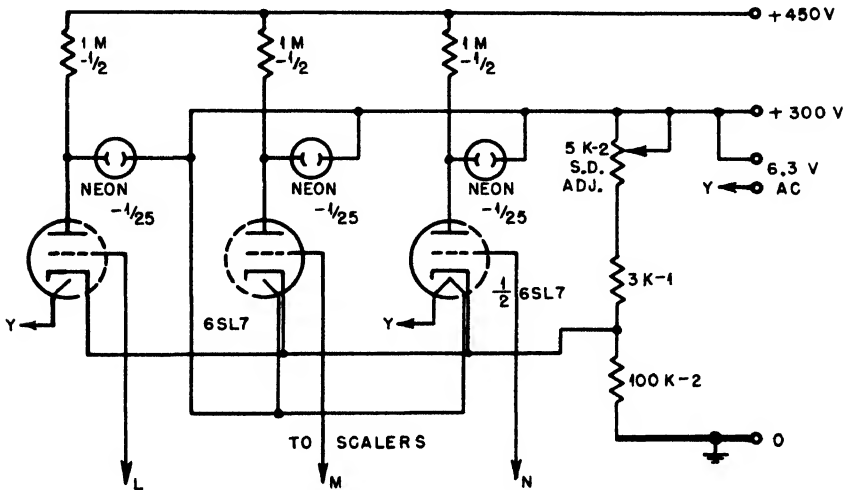 +450V
1 M
-1/2
1 M
-1/2
1 M
-1/2
+300 V
5 K-2
S.D.
ADJ.
6.3 V
Y
AC
NEON
-1/25
NEON
-1/25
NEON
-1/25
3 K-1
1/2 6SL7
Y
6SL7
Y
100 K-2
TO SCALERS
0
L
M
N